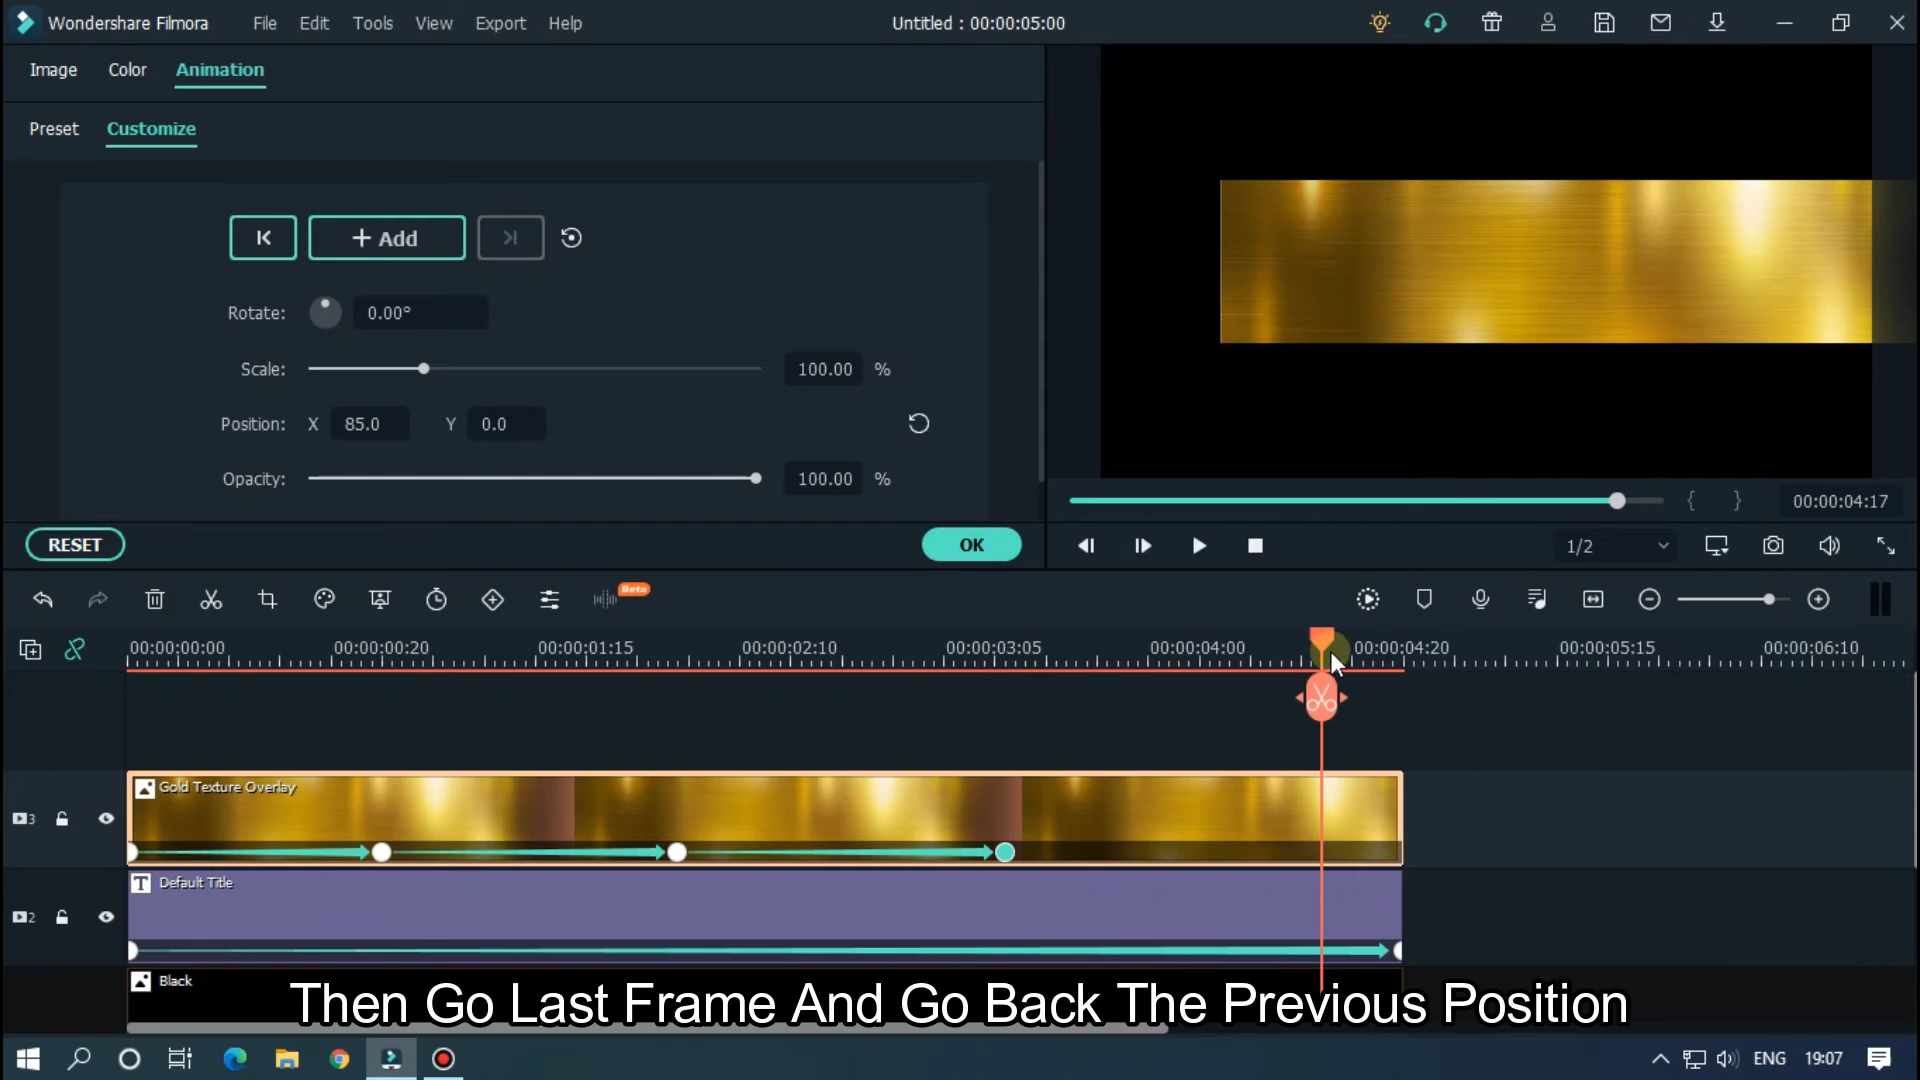 Wondershare Filmora File Edit Tools View Export Help Untitled : 00:00:05:00
Image Color Animation
Preset Customize
+ Add
Rotate: 0.00°
Scale: 100.00 %
Position: X 85.0 Y 0.0
Opacity: 100.00 %
{ } 00:00:04:17
RESET OK 1/2
Beta
00:00:00:00 00:00:00:20 00:00:01:15 00:00:02:10 00:00:03:05 00:00:04:00 00:00:04:20 00:00:05:15 00:00:06:10
Gold Texture Overlay
3
T Default Title
2
Black
Then Go Last Frame And Go Back The Previous Position
ENG 19:07